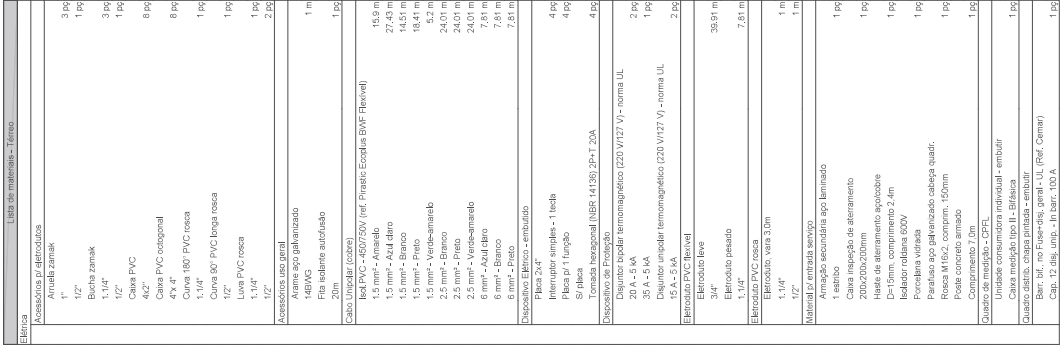 Lista de materiais - Térreo
Elétrica
Acessórios p/ eletrodutos
Arruela zamak
1" 3 pç
1/2" 1 pç
Bucha zamak
1.1/4" 3 pç
1/2" 1 pç
Caixa PVC
4x2" 8 pç
Caixa PVC octogonal
4"x 4" 8 pç
Curva 180° PVC rosca
1.1/4" 1 pç
Curva 90° PVC longa rosca
1/2" 1 pç
Luva PVC rosca
1.1/4" 1 pç
1/2" 2 pç
Acessórios uso geral
Arame aço galvanizado
14BWG 1 m
Fita isolante autofusão
20m 1 pç
Cabo Unipolar (cobre)
Isol.PVC - 450/750V (ref. Pirastic Ecoplus BWF Flexível)
1.5 mm² - Amarelo 15.9 m
1.5 mm² - Azul claro 27.43 m
1.5 mm² - Branco 14.51 m
1.5 mm² - Preto 18.41 m
1.5 mm² - Verde-amarelo 5.2 m
2.5 mm² - Branco 24.01 m
2.5 mm² - Preto 24.01 m
2.5 mm² - Verde-amarelo 24.01 m
6 mm² - Azul claro 7.81 m
6 mm² - Branco 7.81 m
6 mm² - Preto 7.81 m
Dispositivo Elétrico - embutido
Placa 2x4"
Interruptor simples - 1 tecla 4 pç
Placa p/ 1 função 4 pç
S/ placa
Tomada hexagonal (NBR 14136) 2P+T 20A 4 pç
Dispositivo de Proteção
Disjuntor bipolar termomagnético (220 V/127 V) - norma UL
20 A - 5 kA 2 pç
35 A - 5 kA 1 pç
Disjuntor unipolar termomagnético (220 V/127 V) - norma UL
15 A - 5 kA 2 pç
Eletroduto PVC flexível
Eletroduto leve
3/4" 39.91 m
Eletroduto pesado
1.1/4" 7.81 m
Eletroduto PVC rosca
Eletroduto, vara 3,0m
1.1/4" 1 m
1/2" 1 m
Material p/ entrada serviço
Armação secundária aço laminado
1 estribo 1 pç
Caixa inspeção de aterramento
200x200x200mm 1 pç
Haste de aterramento aço/cobre
D=15mm, comprimento 2,4m 1 pç
Isolador roldana 600V
Porcelana vidrada 1 pç
Parafuso aço galvanizado cabeça quadr.
Rosca M16x2, comprim. 150mm 1 pç
Poste concreto armado
Comprimento 7,0m 1 pç
Quadro de medição - CPFL
Unidade consumidora individual - embutir
Caixa medição tipo II - Bifásica 1 pç
Quadro distrib. chapa pintada - embutir
Barr. bif., no Fuse+disj. geral - UL (Ref. Cemar)
Cap. 12 disj. unip. - In barr. 100 A 1 pç